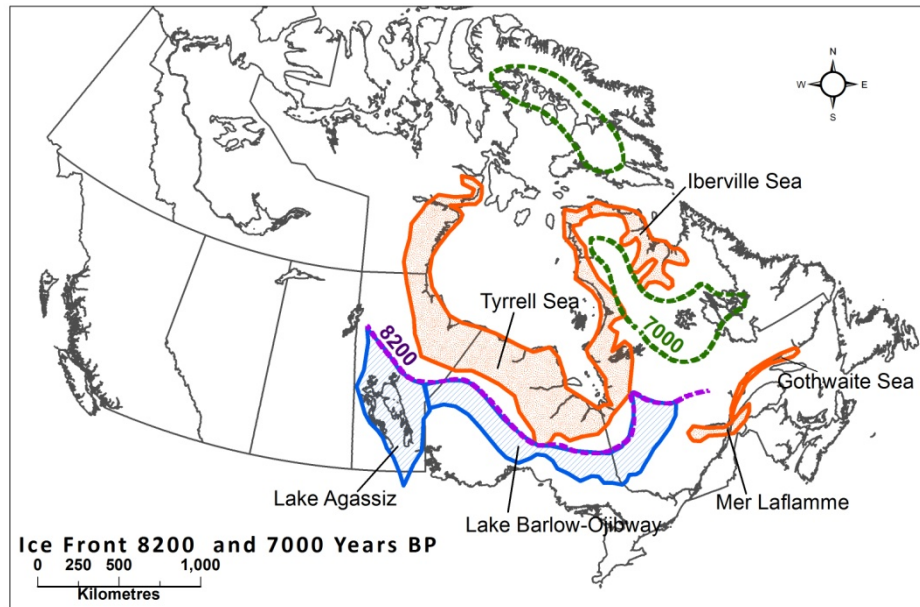 N
W E
S
Iberville Sea
Tyrrell Sea
7000
8200
Gothwaite Sea
Lake Agassiz
Mer Laflamme
Lake Barlow-Ojibway
Ice Front 8200 and 7000 Years BP
0 250 500 1,000
Kilometres